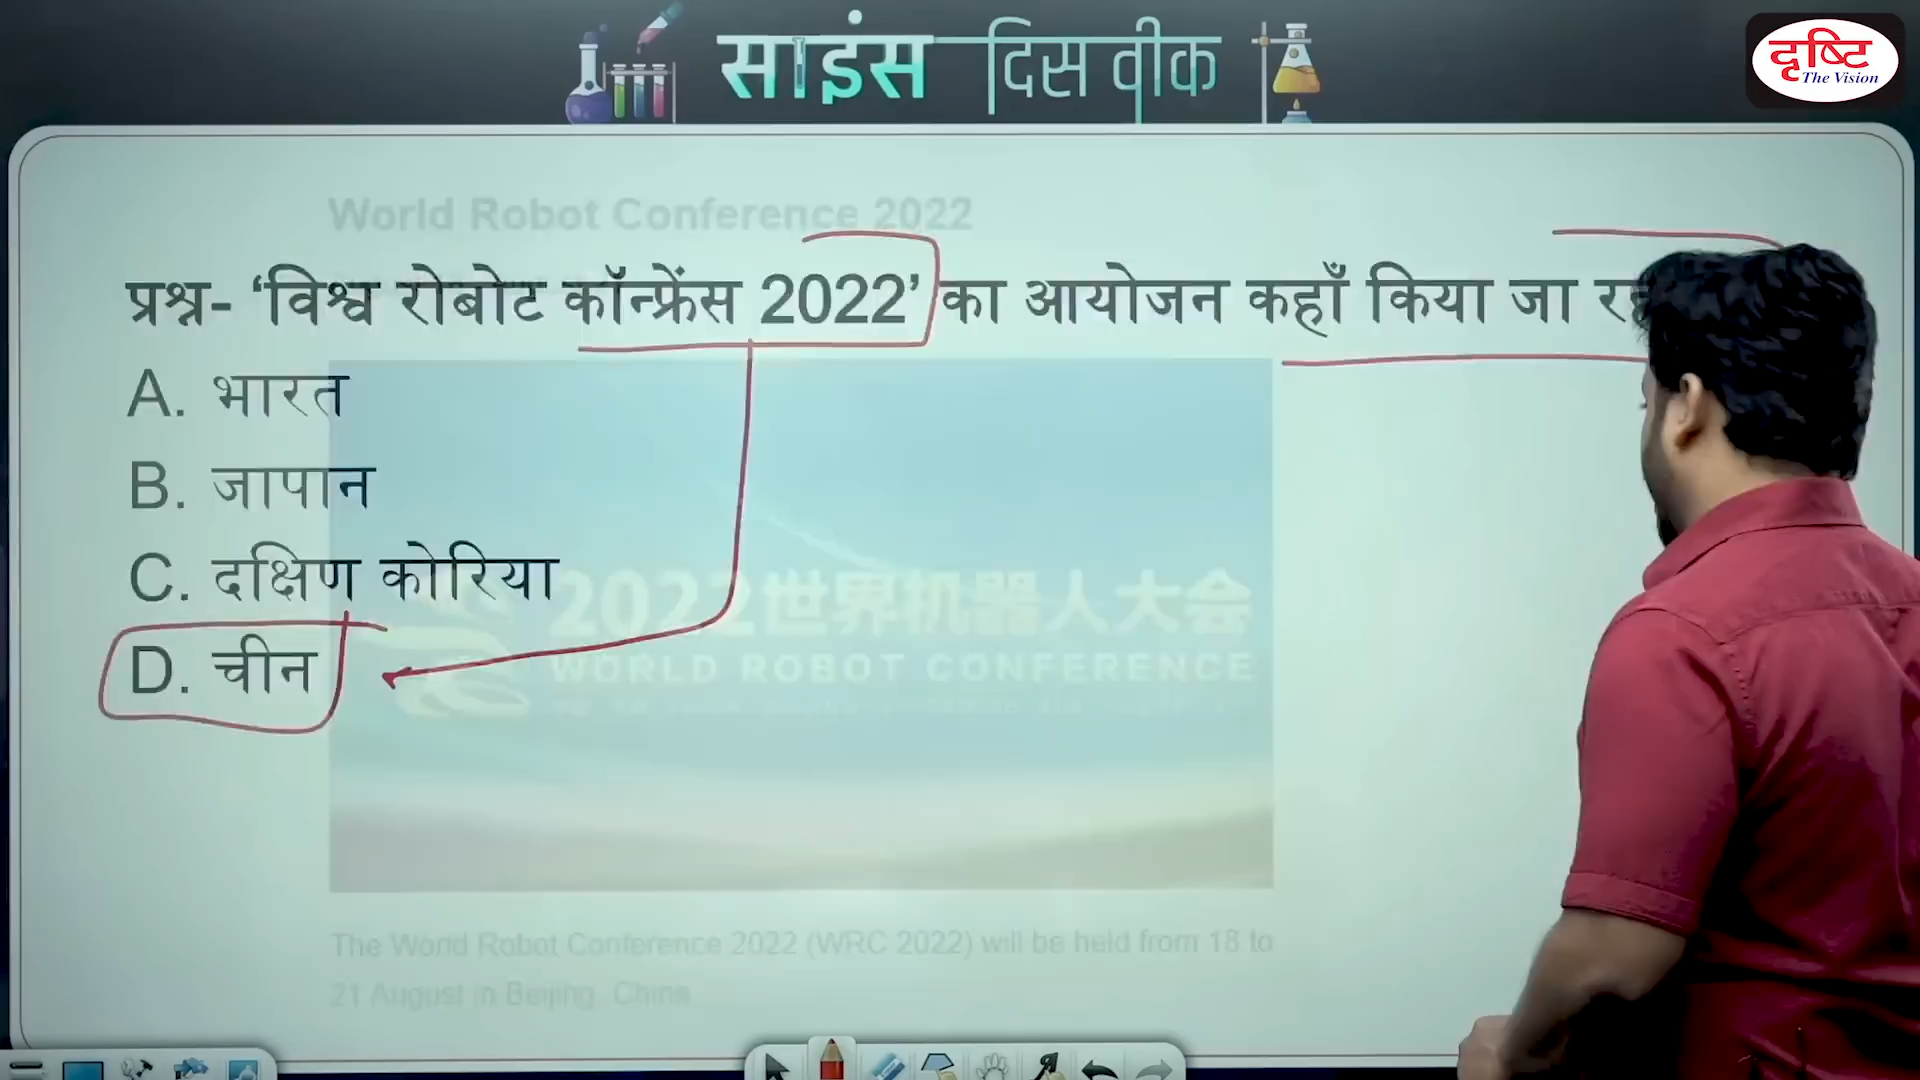 साइंस दिस वीक
दृष्टि
The Vision
World Robot Conference 2022
प्रश्न- ‘विश्व रोबोट कॉन्फ्रेंस 2022’ का आयोजन कहाँ किया जा
A. भारत
B. जापान
C. दक्षिण कोरिया
D. चीन
2022世界机器人大会
WORLD ROBOT CONFERENCE
The World Robot Conference 2022 (WRC 2022) will be held from 18 to
21 August in Beijing, China